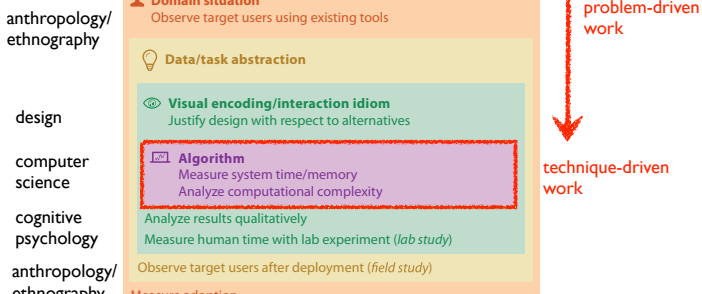 Domain situation
problem-driven
work
anthropology/
ethnography
Observe target users using existing tools
Data/task abstraction
Visual encoding/interaction idiom
design
Justify design with respect to alternatives
Algorithm
computer
science
Measure system time/memory
Analyze computational complexity
technique-driven
work
cognitive
psychology
Analyze results qualitatively
Measure human time with lab experiment (lab study)
anthropology/
ethnography
Observe target users after deployment (field study)
Measure adoption